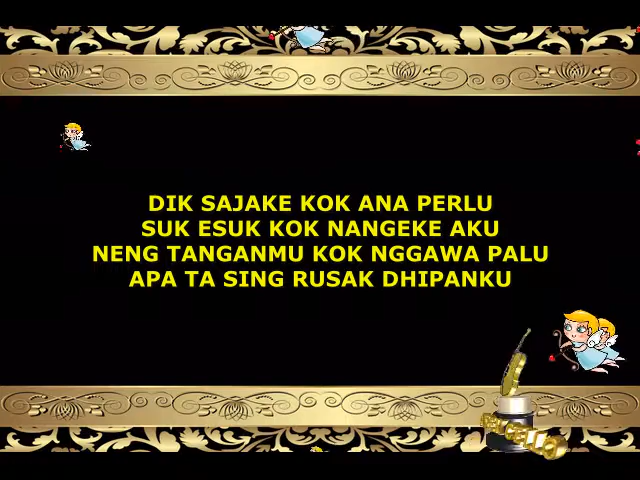 DIK SAJAKE KOK ANA PERLU
SUK ESUK KOK NANGEKE AKU
NENG TANGANMU KOK NGGAWA PALU
APA TA SING RUSAK DHIPANKU